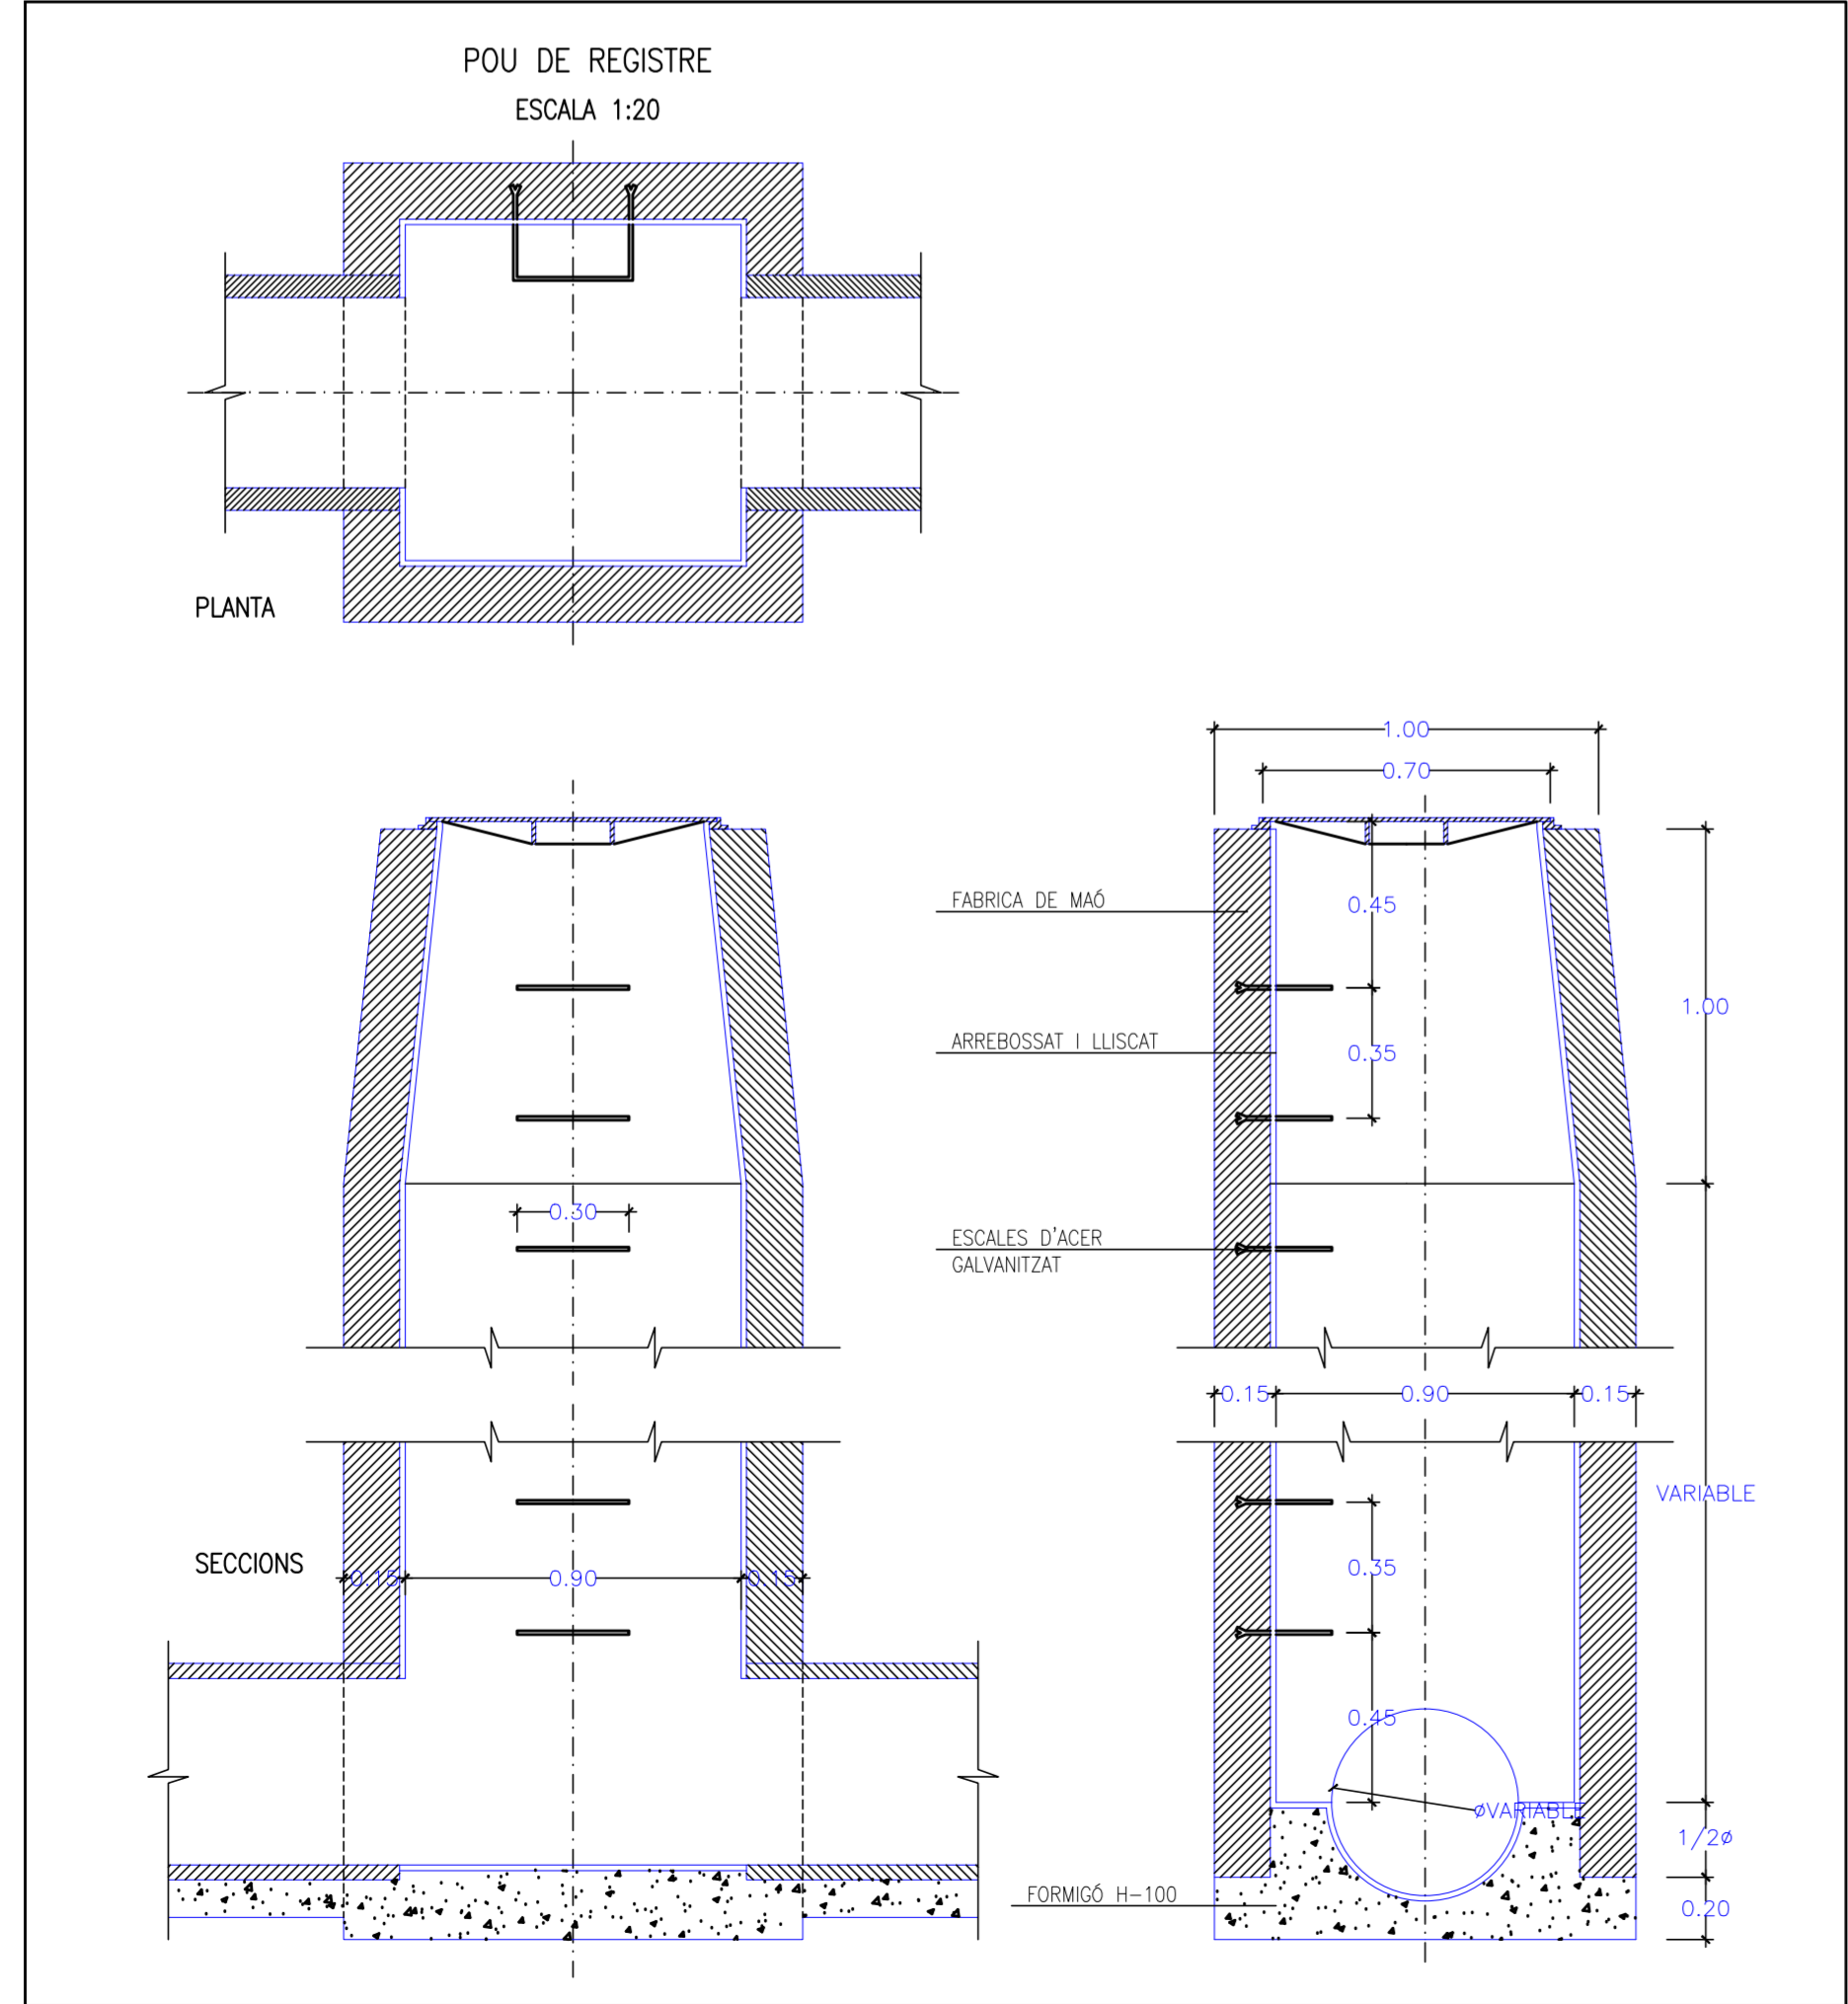 POU DE REGISTRE
ESCALA 1:20
PLANTA
1.00
0.70
FABRICA DE MAÓ
0.45
1.00
ARREBOSSAT I LLISCAT
0.35
0.30
ESCALES D'ACER
GALVANITZAT
0.15 0.90 0.15
VARIABLE
SECCIONS
0.15 0.90 0.15
0.35
0.45
øVARIABLE
1/2ø
FORMIGÓ H-100
0.20